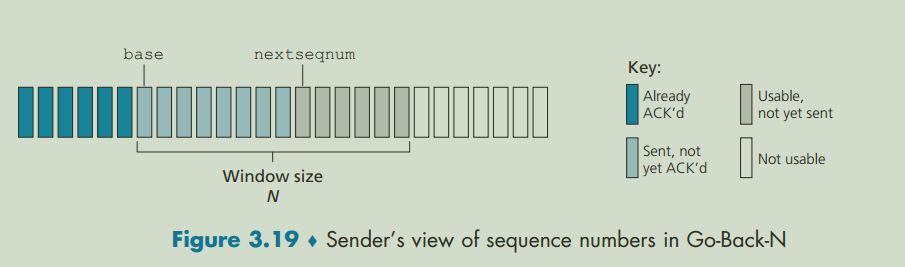 base
nextseqnum
Window size
N
Key:
Already
ACK'd
Usable,
not yet sent
Sent, not
yet ACK'd
Not usable
Figure 3.19 ♦ Sender's view of sequence numbers in Go-Back-N